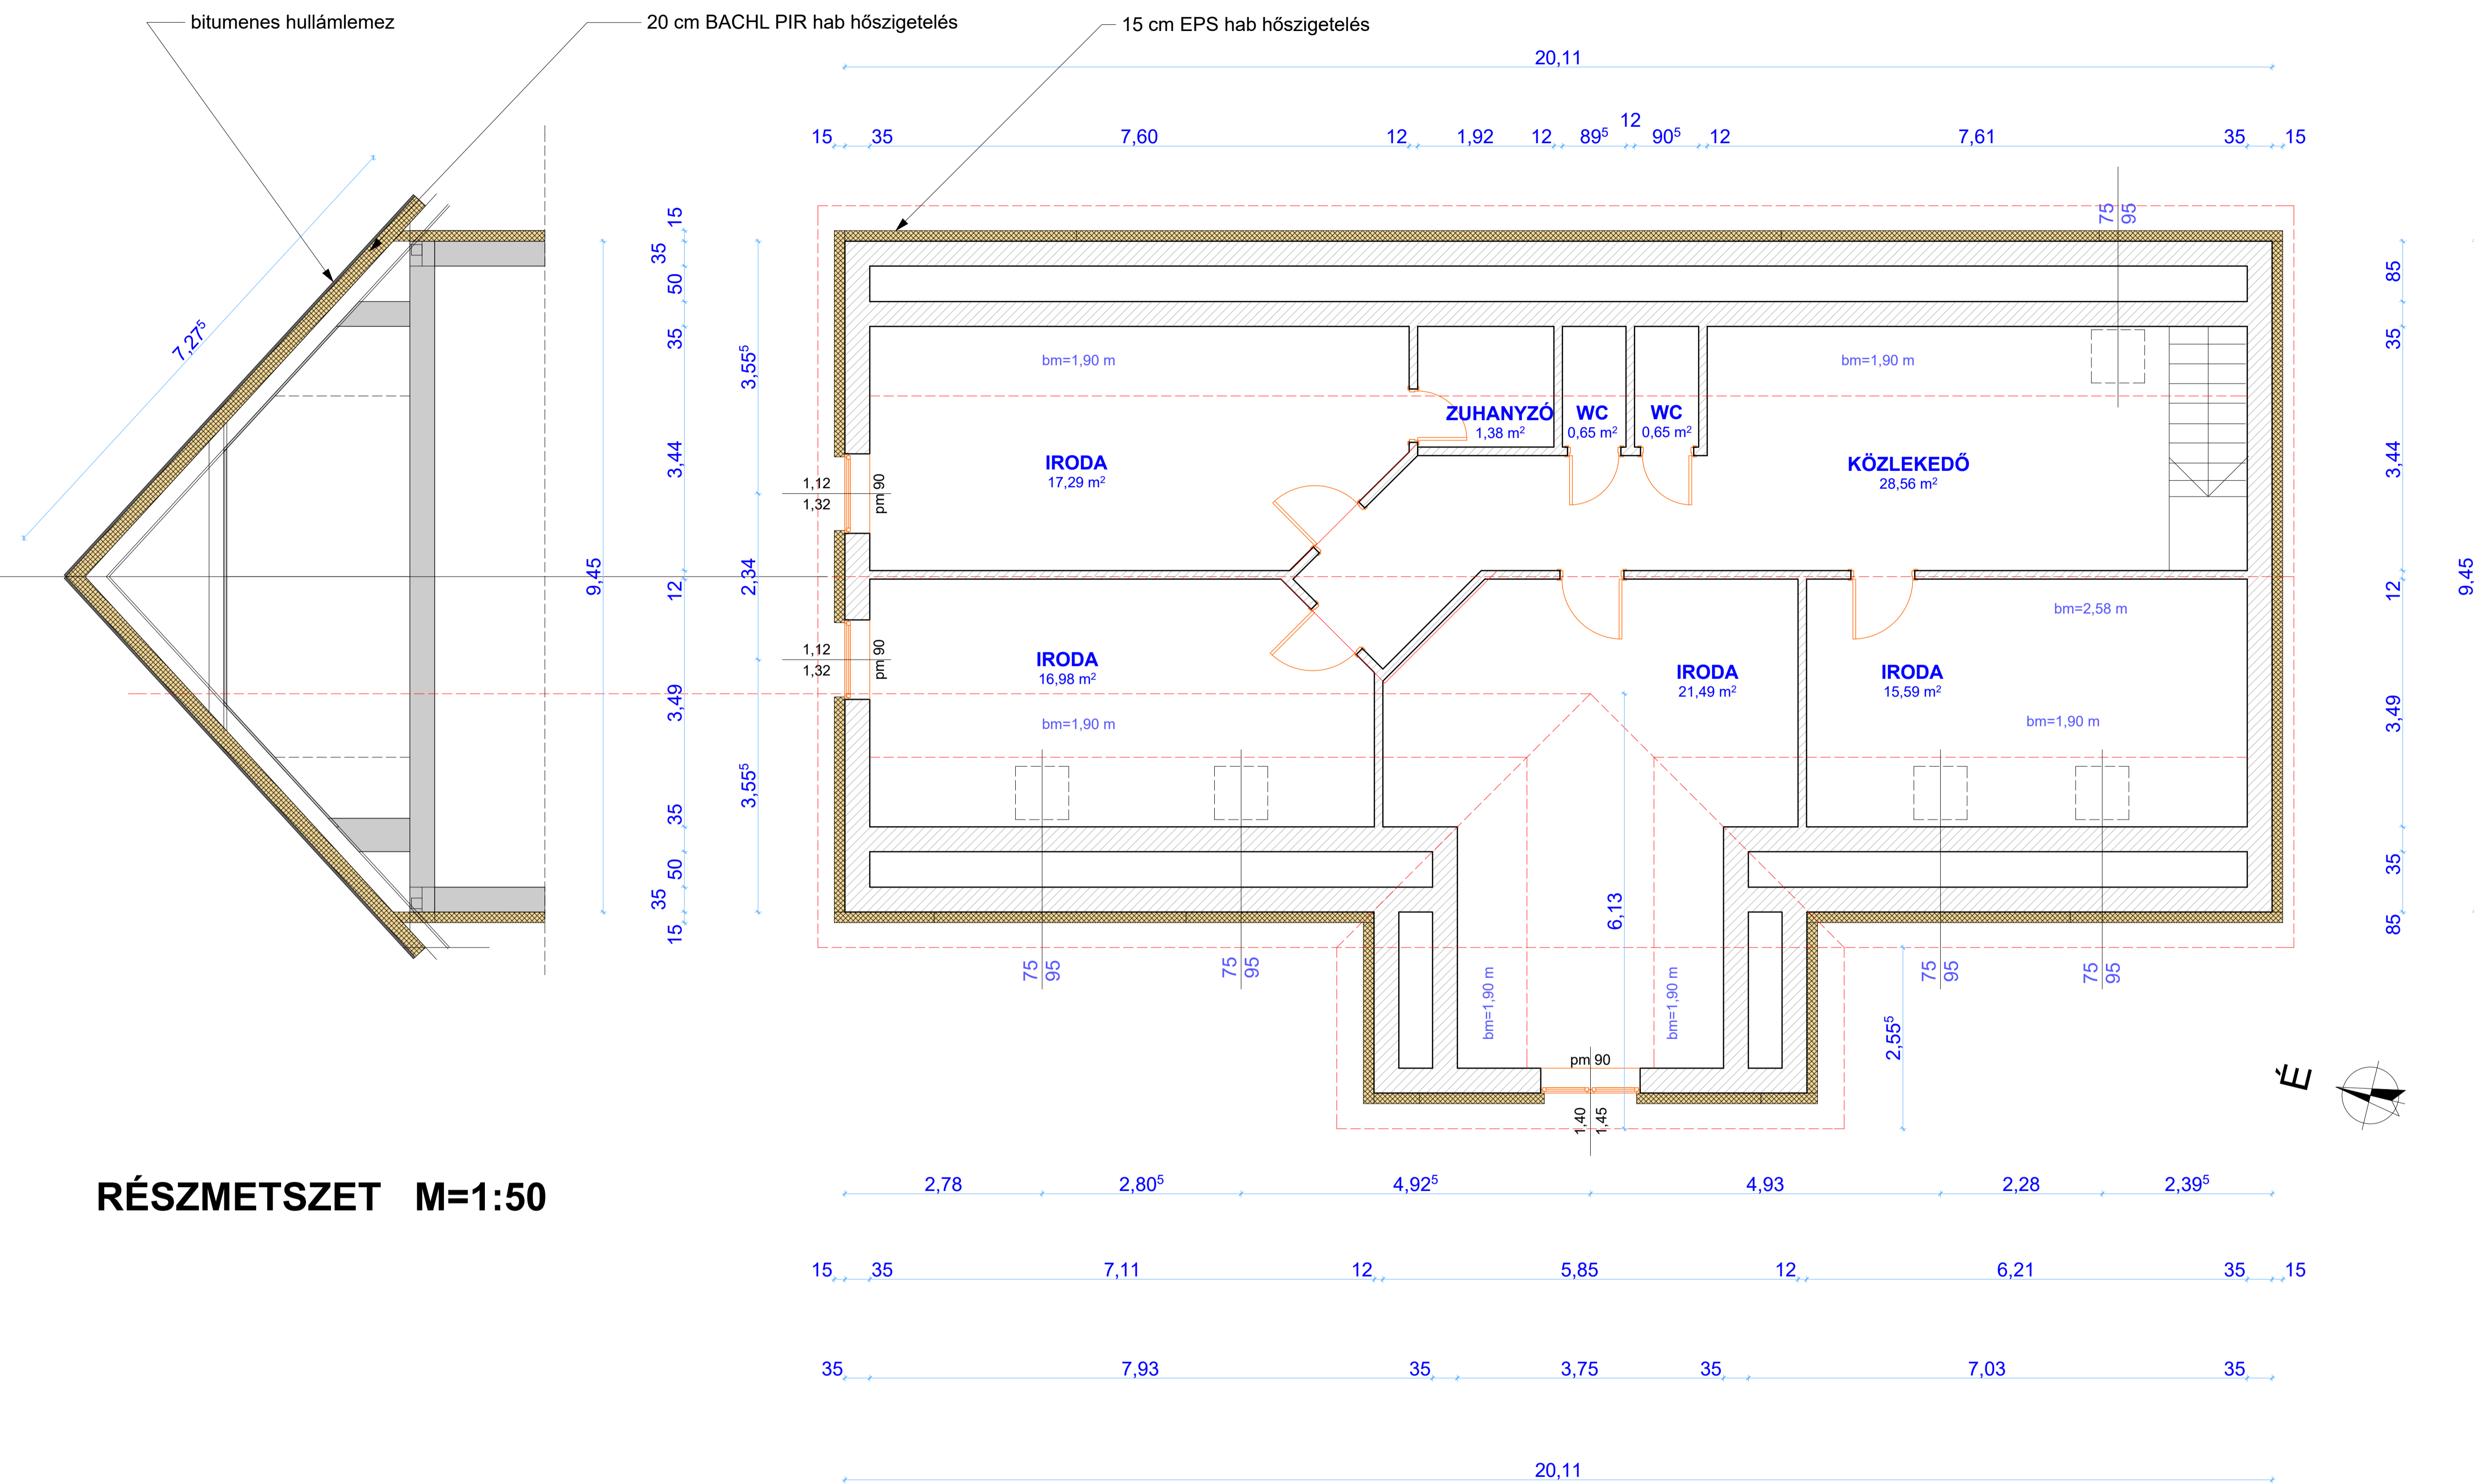 bitumenes hullámlemez
20 cm BACHL PIR hab hőszigetelés
15 cm EPS hab hőszigetelés
20,11
15 35 7,60 12 1,92 12 89⁵ 12 90⁵ 12 7,61 35 15
7,27⁵
9,45
15
35
50
35
3,44
12
3,49
35
50
35
15
3,55⁵
2,34
3,55⁵
75
95
bm=1,90 m
bm=1,90 m
ZUHANYZÓ
1,38 m²
WC
0,65 m²
WC
0,65 m²
IRODA
17,29 m²
KÖZLEKEDŐ
28,56 m²
1,12
1,32
pm 90
1,12
1,32
pm 90
bm=2,58 m
IRODA
16,98 m²
IRODA
21,49 m²
IRODA
15,59 m²
bm=1,90 m
bm=1,90 m
85
35
3,44
12
3,49
35
85
9,45
6,13
75
95
75
95
75
95
75
95
bm=1,90 m
bm=1,90 m
2,55⁵
pm 90
1,40
1,45
É
RÉSZMETSZET M=1:50
2,78 2,80⁵ 4,92⁵ 4,93 2,28 2,39⁵
15 35 7,11 12 5,85 12 6,21 35 15
35 7,93 35 3,75 35 7,03 35
20,11